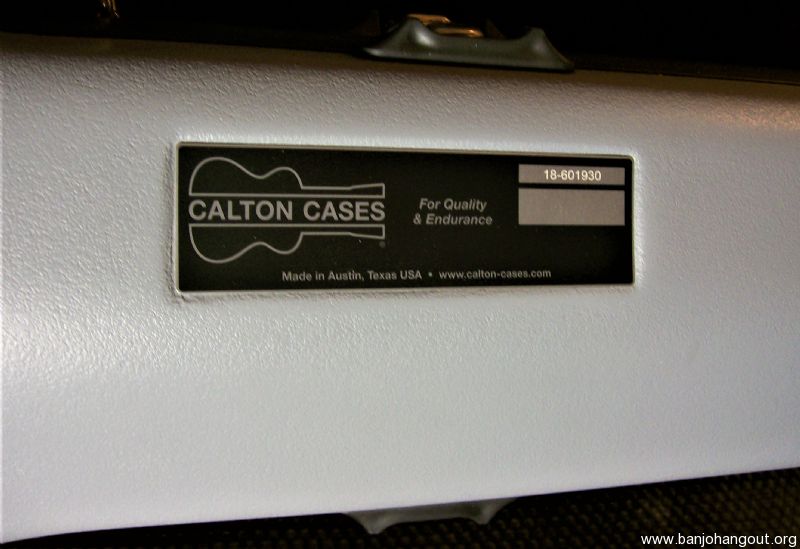 CALTON CASES
®
For Quality
& Endurance
18-601930
Made in Austin, Texas USA • www.calton-cases.com
www.banjohangout.org